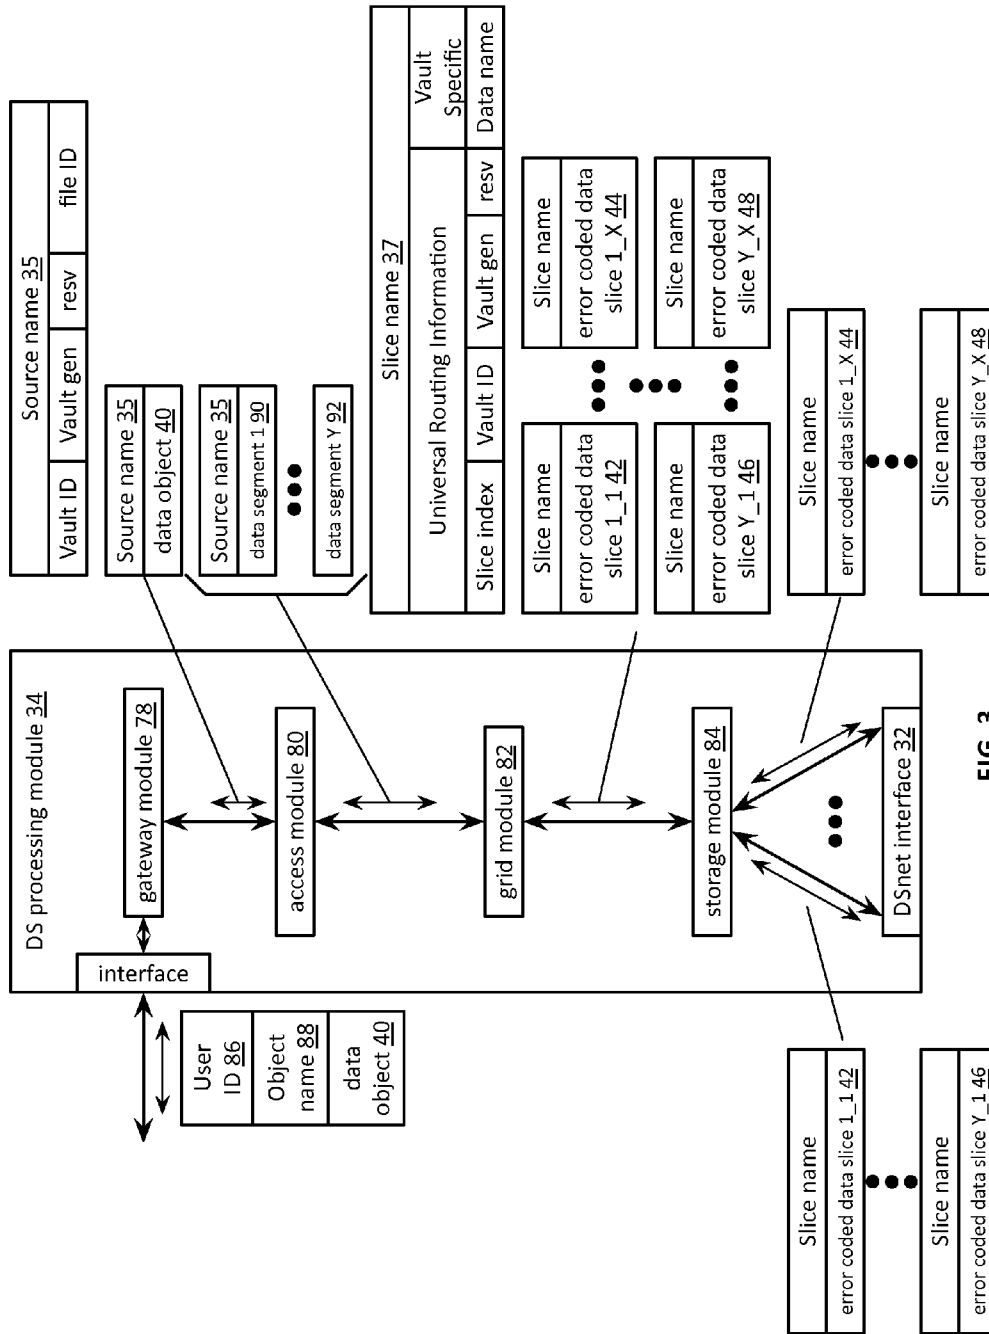 Source name 35
Vault ID
Vault gen
resv
file ID
Source name 35
data object 40
Source name 35
data segment 1 90
data segment Y 92
Slice name 37
Universal Routing Information
Vault
Specific
Slice index
Vault ID
Vault gen
resv
Data name
Slice name
error coded data
slice 1_1 42
Slice name
error coded data
slice 1_X 44
Slice name
error coded data
slice Y_1 46
Slice name
error coded data
slice Y_X 48
Slice name
error coded data slice 1_X 44
Slice name
error coded data slice Y_X 48
DS processing module 34
gateway module 78
interface
access module 80
grid module 82
storage module 84
DSnet interface 32
User
ID 86
Object
name 88
data
object 40
Slice name
error coded data slice 1_1 42
Slice name
error coded data slice Y_1 46